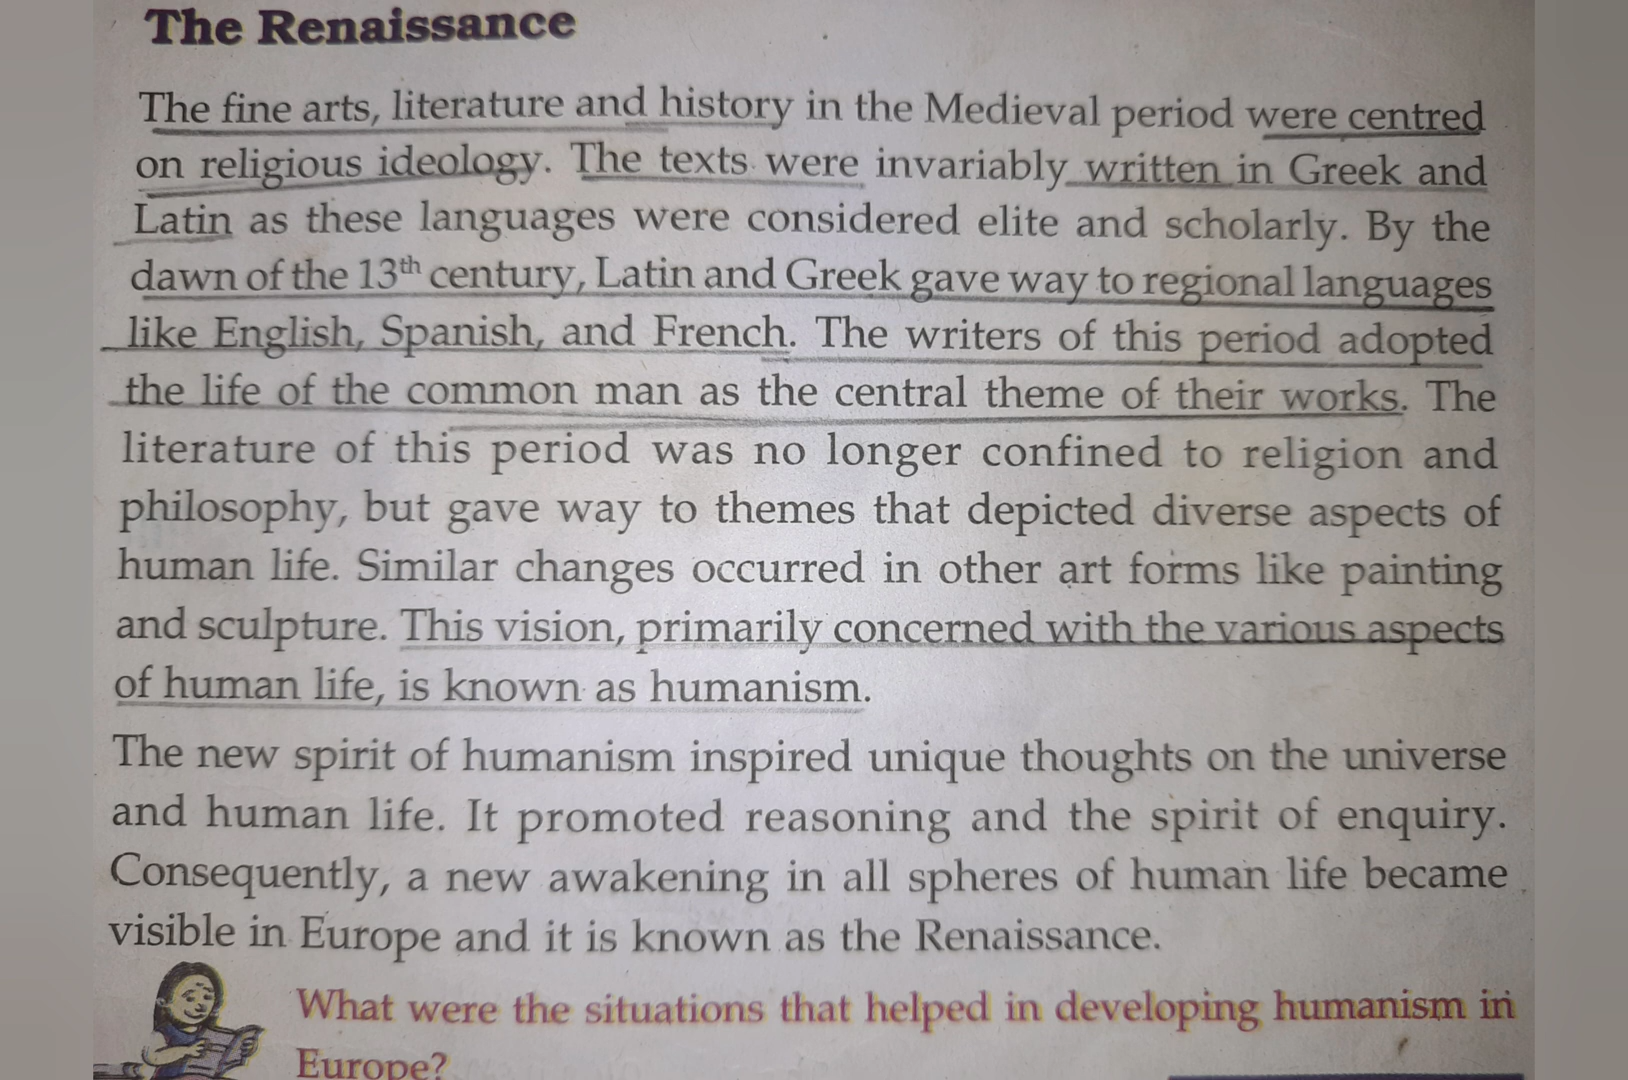 The Renaissance
The fine arts, literature and history in the Medieval period were centred
on religious ideology. The texts were invariably written in Greek and
Latin as these languages were considered elite and scholarly. By the
dawn of the 13th century, Latin and Greek gave way to regional languages
like English, Spanish, and French. The writers of this period adopted
the life of the common man as the central theme of their works. The
literature of this period was no longer confined to religion and
philosophy, but gave way to themes that depicted diverse aspects of
human life. Similar changes occurred in other art forms like painting
and sculpture. This vision, primarily concerned with the various aspects
of human life, is known as humanism.
The new spirit of humanism inspired unique thoughts on the universe
and human life. It promoted reasoning and the spirit of enquiry.
Consequently, a new awakening in all spheres of human life became
visible in Europe and it is known as the Renaissance.
What were the situations that helped in developing humanism in
Europe?